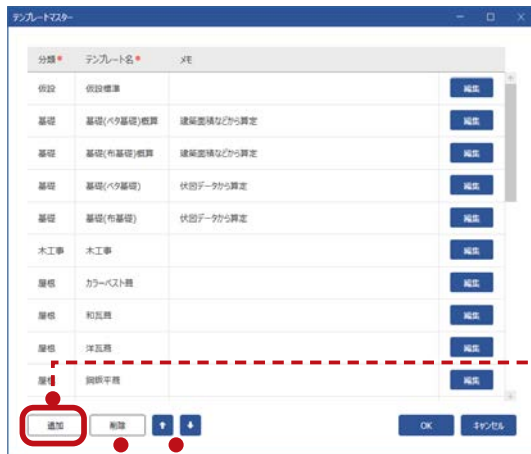 テンプレートマスター
分類* テンプレート名* メモ
仮設 仮設標準 編集
基礎 基礎(ベタ基礎)概算 建築面積などから算定 編集
基礎 基礎(布基礎)概算 建築面積などから算定 編集
基礎 基礎(ベタ基礎) 伏図データから算定 編集
基礎 基礎(布基礎) 伏図データから算定 編集
木工事 木工事 編集
屋根 カラーベスト葺 編集
屋根 和瓦葺 編集
屋根 洋瓦葺 編集
屋根 鋼鈑平葺 編集
追加 削除 OK キャンセル